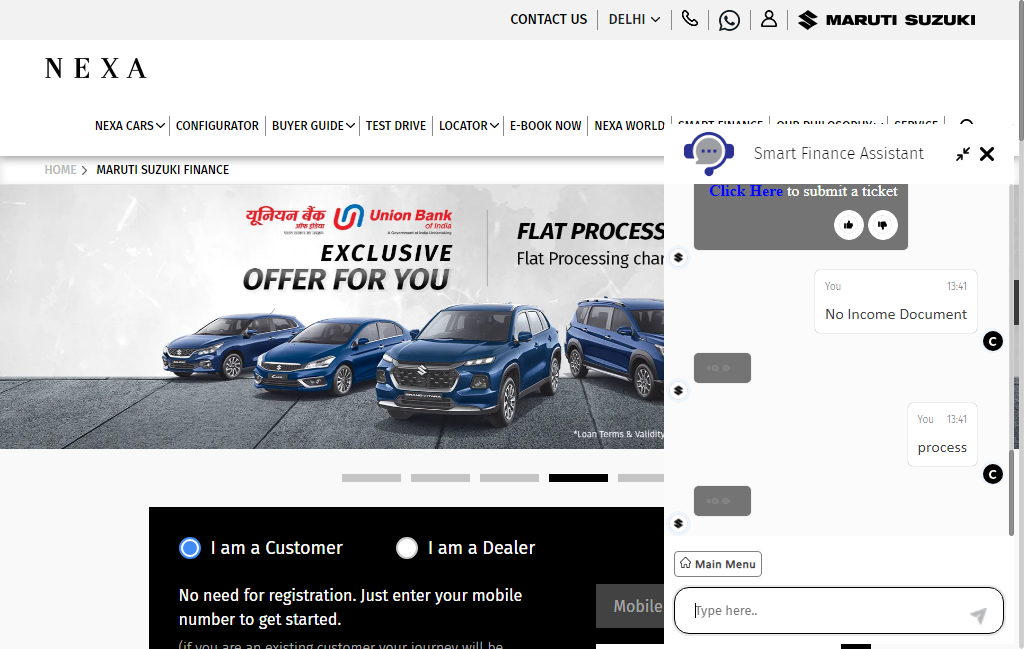 CONTACT US
DELHI
MARUTI SUZUKI
NEXA
NEXA CARS
CONFIGURATOR
BUYER GUIDE
TEST DRIVE
LOCATOR
E-BOOK NOW
NEXA WORLD
SMART FINANCE
OUR PHILOSOPHY
SERVICE
HOME
MARUTI SUZUKI FINANCE
यूनियन बैंक
ऑफ इंडिया
Union Bank
of India
EXCLUSIVE
OFFER FOR YOU
FLAT PROCESS
Flat Processing char
*Loan Terms & Validity
I am a Customer
I am a Dealer
No need for registration. Just enter your mobile
number to get started.
(if you are an existing customer your journey will be
Mobile
Smart Finance Assistant
Click Here to submit a ticket
You 13:41
No Income Document
C
You 13:41
process
C
Main Menu
Type here..